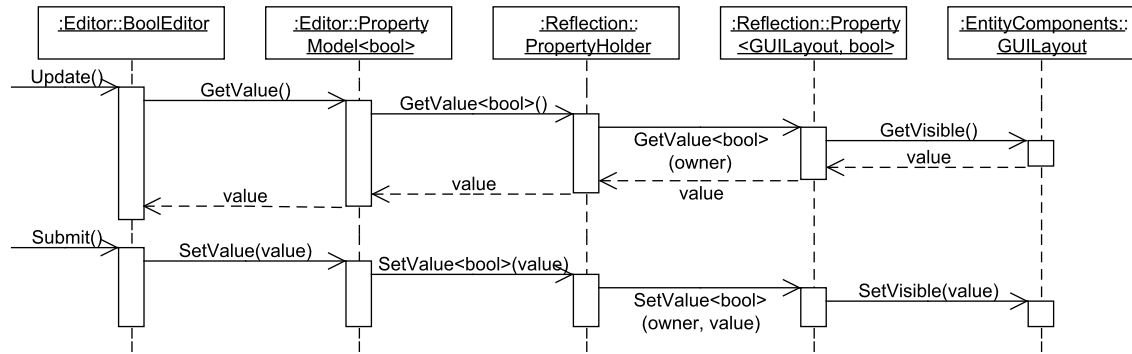 :Editor::BoolEditor
:Editor::Property
Model<bool>
:Reflection::
PropertyHolder
:Reflection::Property
<GUILayout, bool>
:EntityComponents::
GUILayout
Update()
GetValue()
GetValue<bool>()
GetValue<bool>
(owner)
GetVisible()
value
value
value
value
Submit()
SetValue(value)
SetValue<bool>(value)
SetValue<bool>
(owner, value)
SetVisible(value)